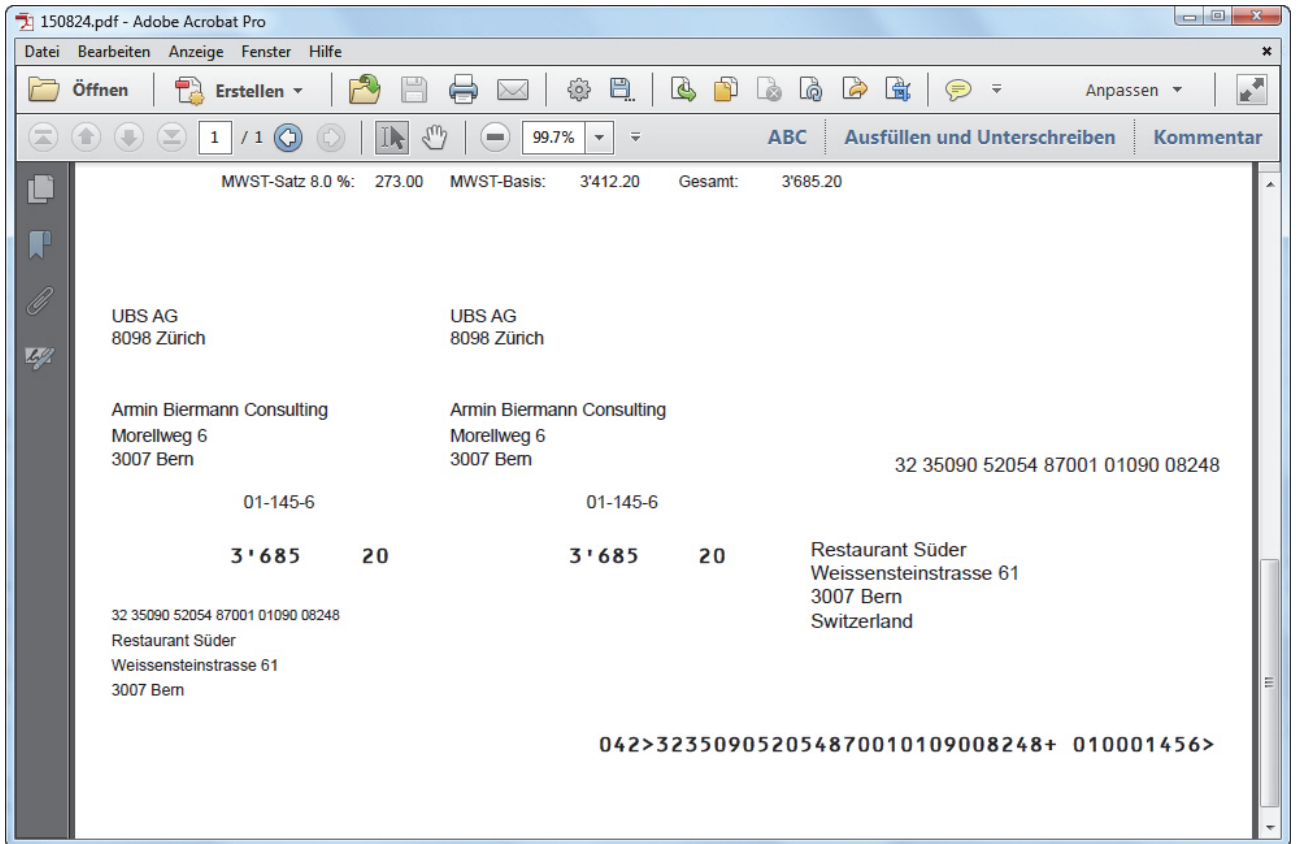 150824.pdf - Adobe Acrobat Pro
Datei Bearbeiten Anzeige Fenster Hilfe
Öffnen Erstellen Anpassen
1 / 1 99.7% ABC Ausfüllen und Unterschreiben Kommentar
MWST-Satz 8.0 %: 273.00 MWST-Basis: 3'412.20 Gesamt: 3'685.20
UBS AG UBS AG
8098 Zürich 8098 Zürich
Armin Biermann Consulting Armin Biermann Consulting
Morellweg 6 Morellweg 6
3007 Bern 3007 Bern
32 35090 52054 87001 01090 08248
01-145-6 01-145-6
3'685 20 3'685 20
Restaurant Süder
Weissensteinstrasse 61
3007 Bern
Switzerland
32 35090 52054 87001 01090 08248
Restaurant Süder
Weissensteinstrasse 61
3007 Bern
042>323509052054870010109008248+ 010001456>